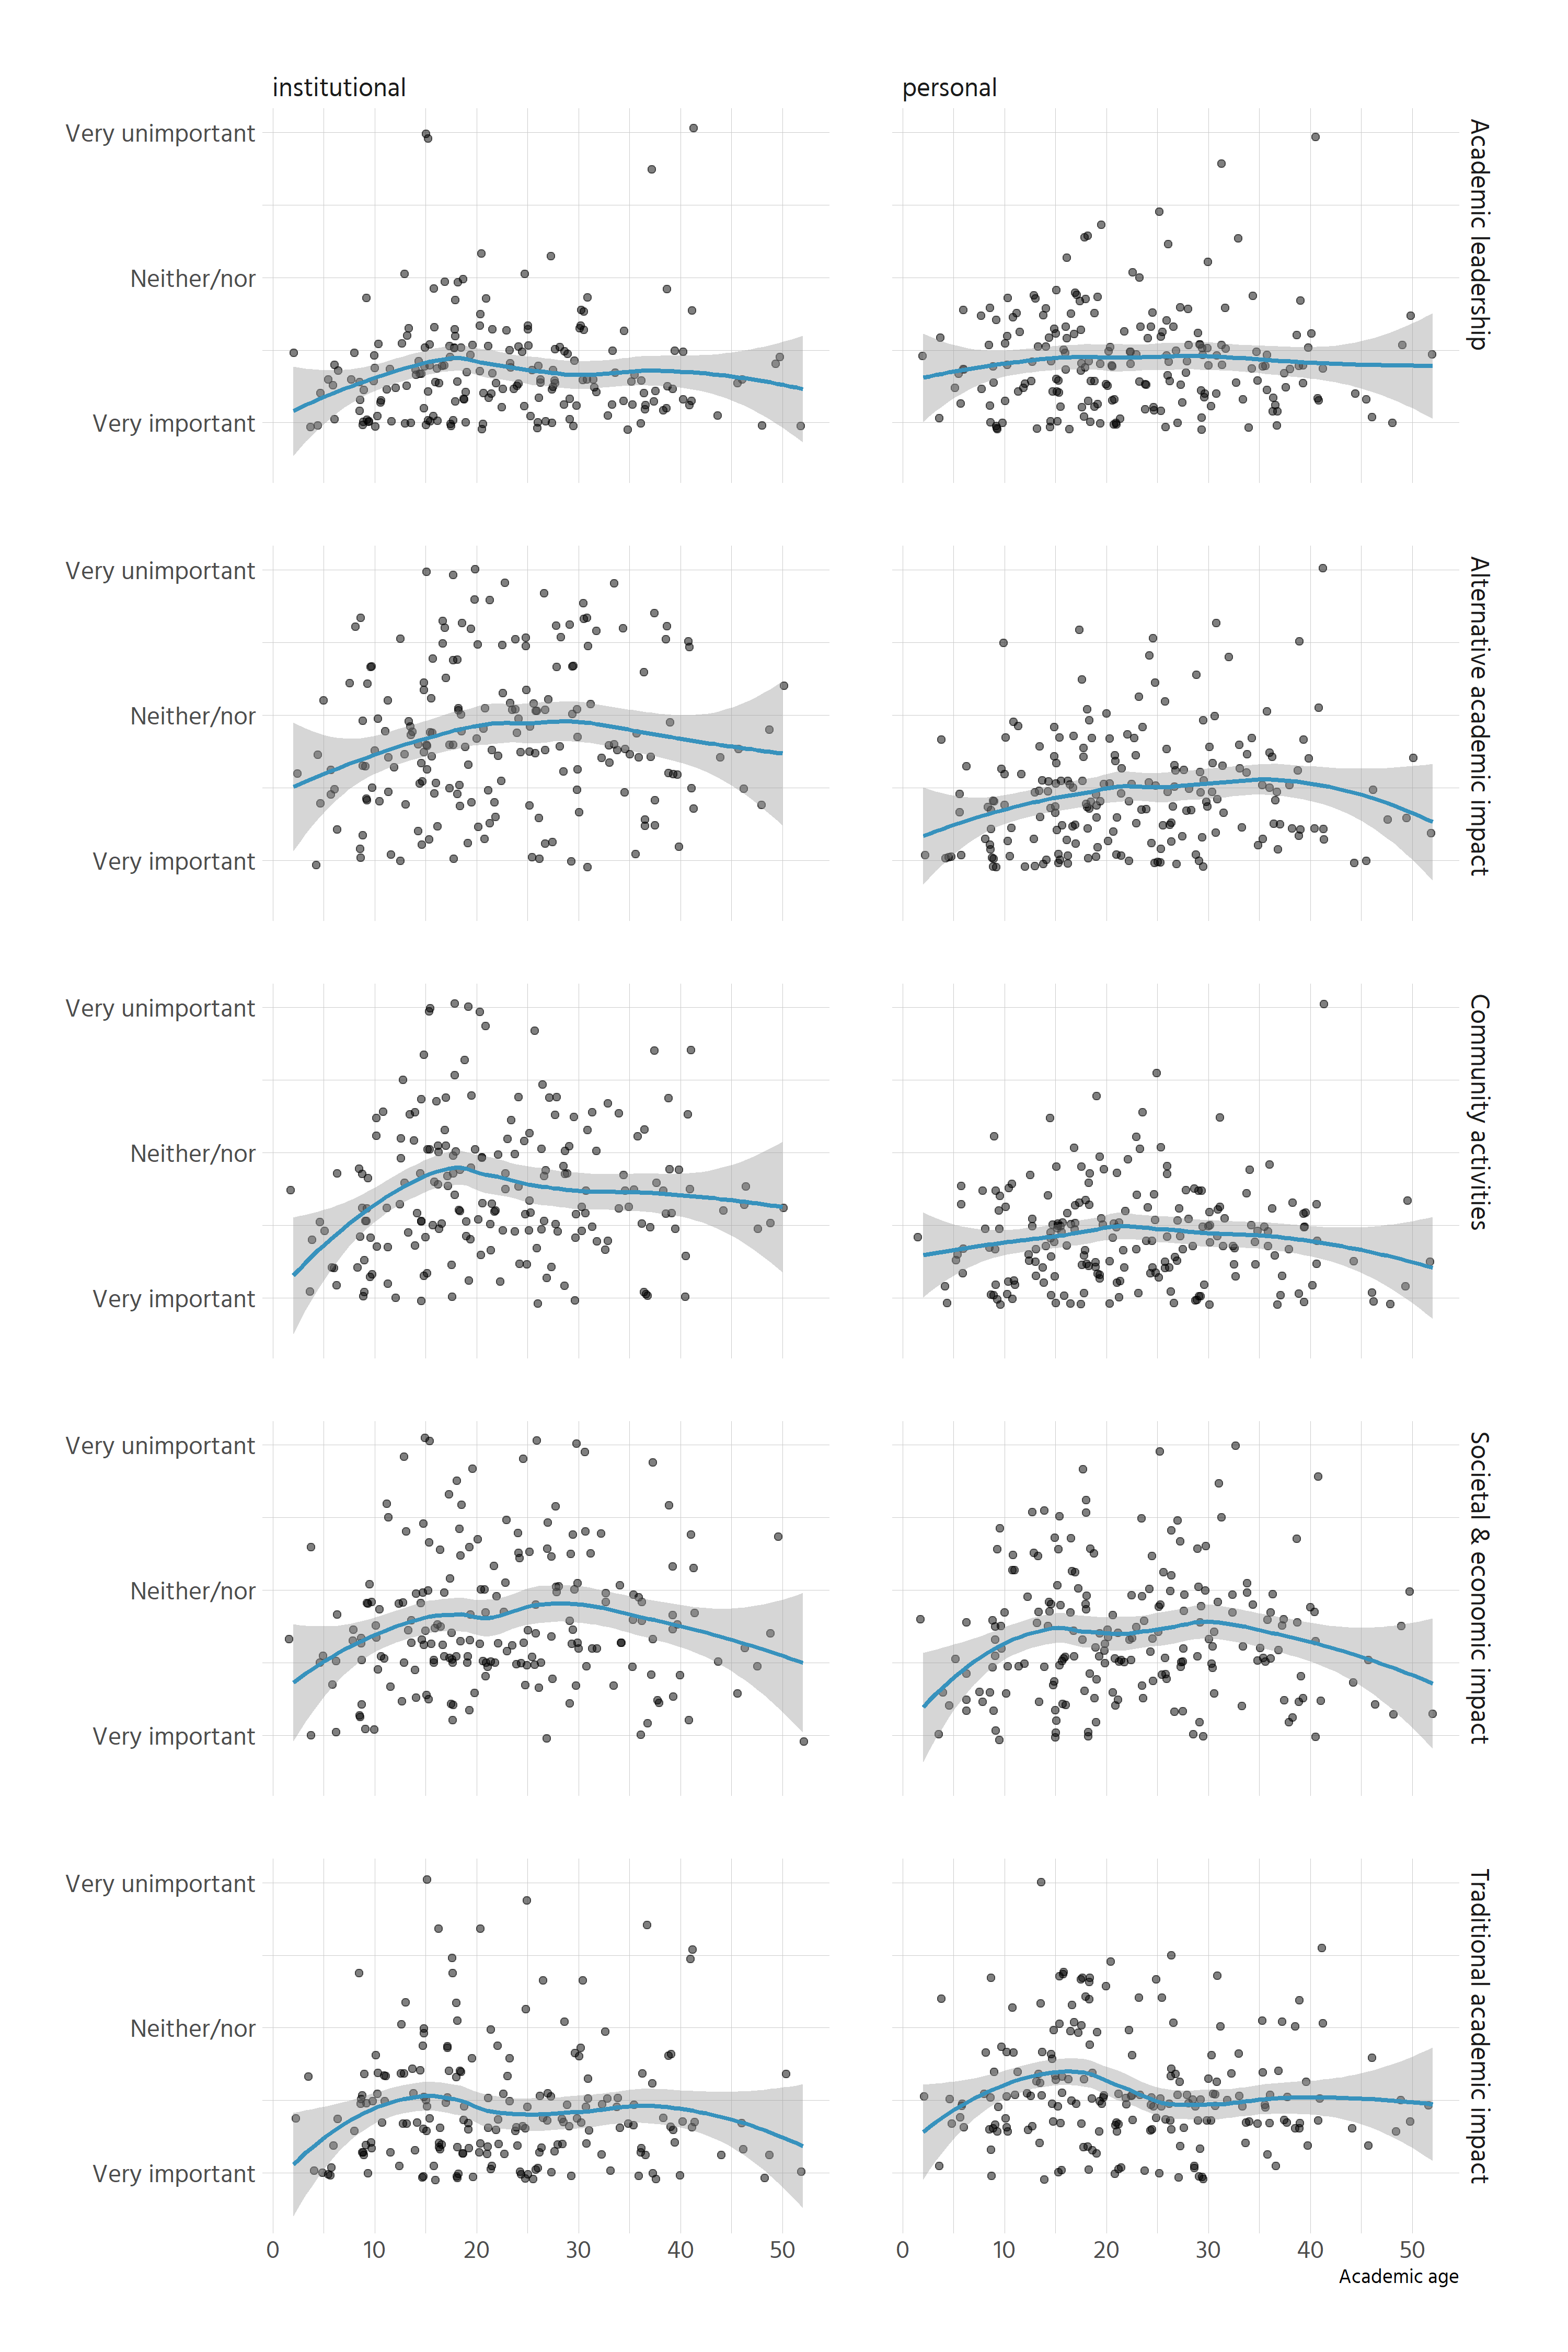 institutional
personal
Very unimportant
Neither/nor
Very important
Academic leadership
Very unimportant
Neither/nor
Very important
Alternative academic impact
Very unimportant
Neither/nor
Very important
Community activities
Very unimportant
Neither/nor
Very important
Societal & economic impact
Very unimportant
Neither/nor
Very important
Traditional academic impact
0 10 20 30 40 50
0 10 20 30 40 50
Academic age